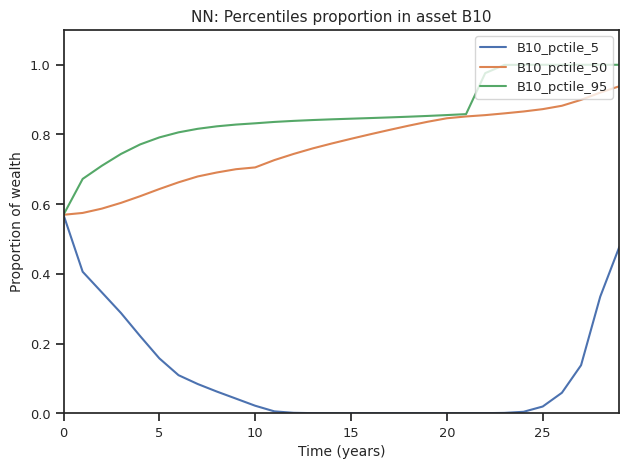 NN: Percentiles proportion in asset B10
B10_pctile_5
B10_pctile_50
B10_pctile_95
Proportion of wealth
1.0
0.8
0.6
0.4
0.2
0.0
0 5 10 15 20 25
Time (years)